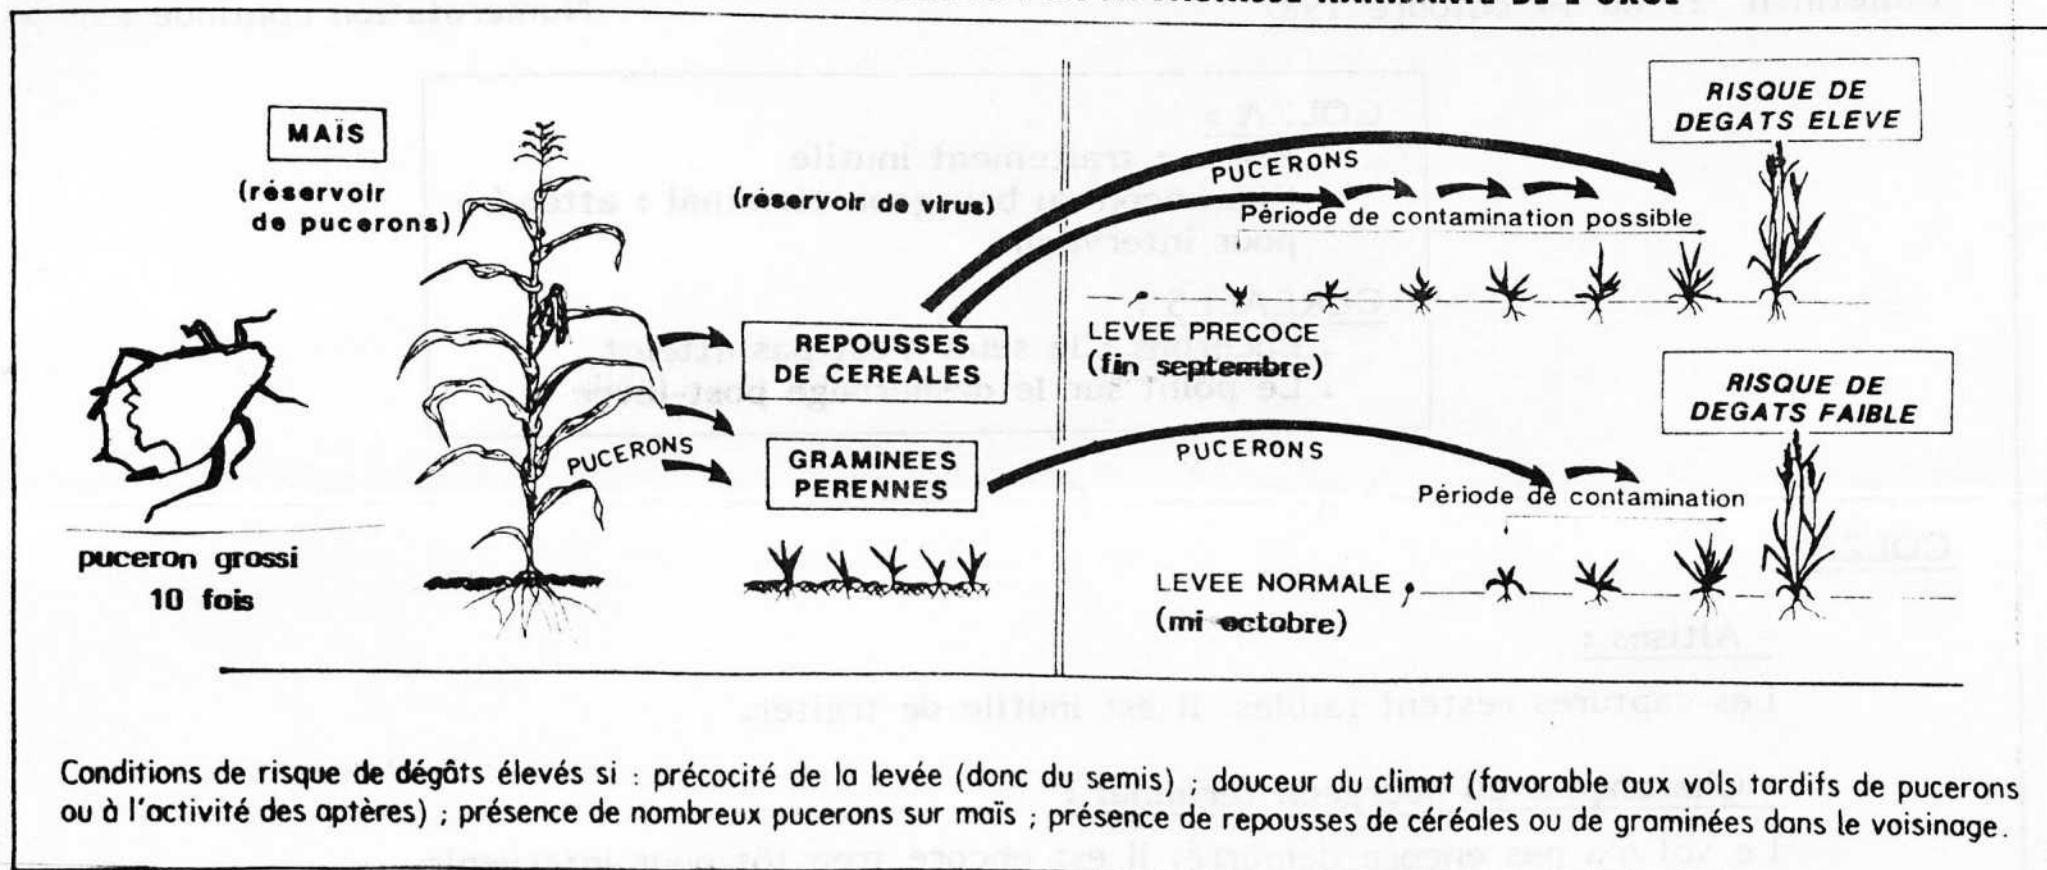 MAÏS
(réservoir
de pucerons)
puceron grossi
10 fois
PUCERONS
(réservoir de virus)
REPOUSSES
DE CEREALES
GRAMINEES
PERENNES
PUCERONS
Période de contamination possible
LEVEE PRECOCE
(fin septembre)
RISQUE DE
DEGATS ELEVE
PUCERONS
Période de contamination
LEVEE NORMALE
(mi octobre)
RISQUE DE
DEGATS FAIBLE
Conditions de risque de dégâts élevés si : précocité de la levée (donc du semis) ; douceur du climat (favorable aux vols tardifs de pucerons
ou à l'activité des aptères) ; présence de nombreux pucerons sur maïs ; présence de repousses de céréales ou de graminées dans le voisinage.